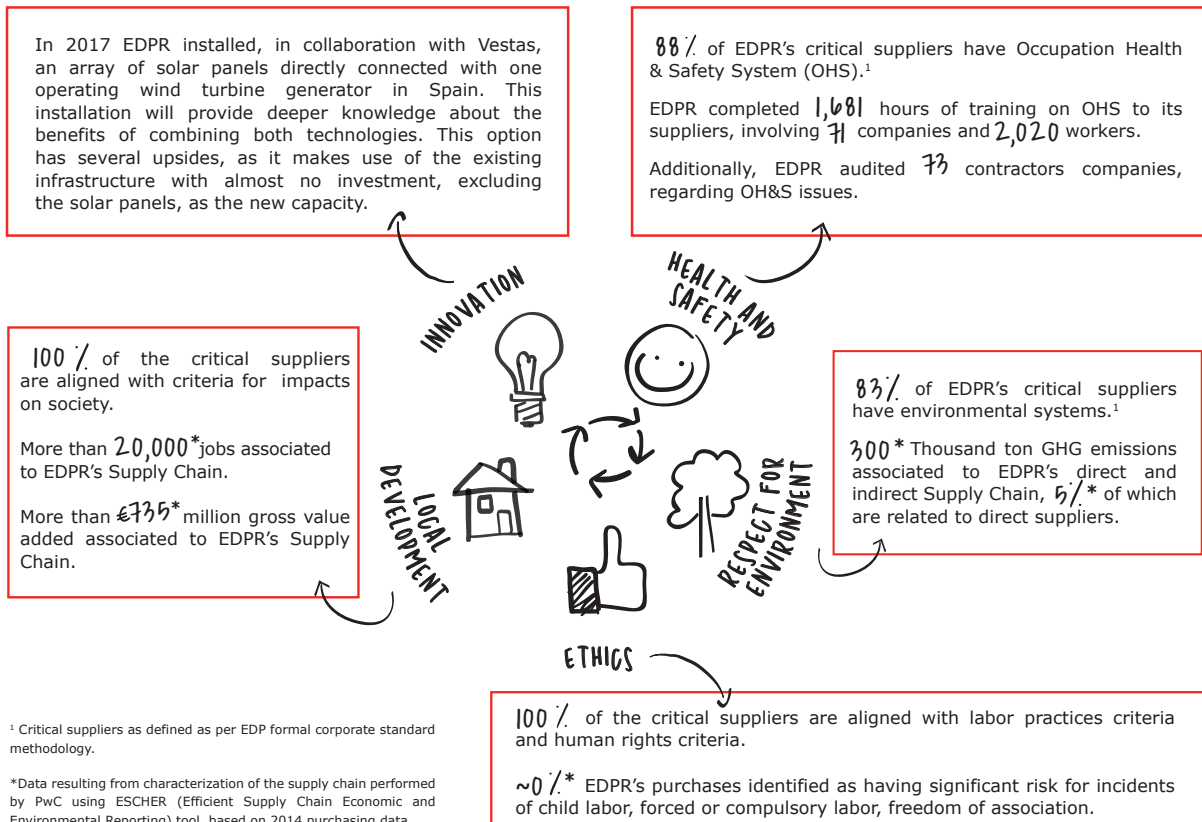 In 2017 EDPR installed, in collaboration with Vestas,
an array of solar panels directly connected with one
operating wind turbine generator in Spain. This
installation will provide deeper knowledge about the
benefits of combining both technologies. This option
has several upsides, as it makes use of the existing
infrastructure with almost no investment, excluding
the solar panels, as the new capacity.
88% of EDPR's critical suppliers have Occupation Health
& Safety System (OHS).¹
EDPR completed 1,681 hours of training on OHS to its
suppliers, involving 71 companies and 2,020 workers.
Additionally, EDPR audited 73 contractors companies,
regarding OH&S issues.
INNOVATION
HEALTH AND
SAFETY
100% of the critical suppliers
are aligned with criteria for impacts
on society.
More than 20,000* jobs associated
to EDPR's Supply Chain.
More than €735* million gross value
added associated to EDPR's Supply
Chain.
83% of EDPR's critical suppliers
have environmental systems.¹
300* Thousand ton GHG emissions
associated to EDPR's direct and
indirect Supply Chain, 5%* of which
are related to direct suppliers.
LOCAL
DEVELOPMENT
RESPECT FOR
ENVIRONMENT
ETHICS
100% of the critical suppliers are aligned with labor practices criteria
and human rights criteria.
~0%* EDPR's purchases identified as having significant risk for incidents
of child labor, forced or compulsory labor, freedom of association.
¹ Critical suppliers as defined as per EDP formal corporate standard
methodology.
*Data resulting from characterization of the supply chain performed
by PwC using ESCHER (Efficient Supply Chain Economic and
Environmental Reporting) tool, based on 2014 purchasing data